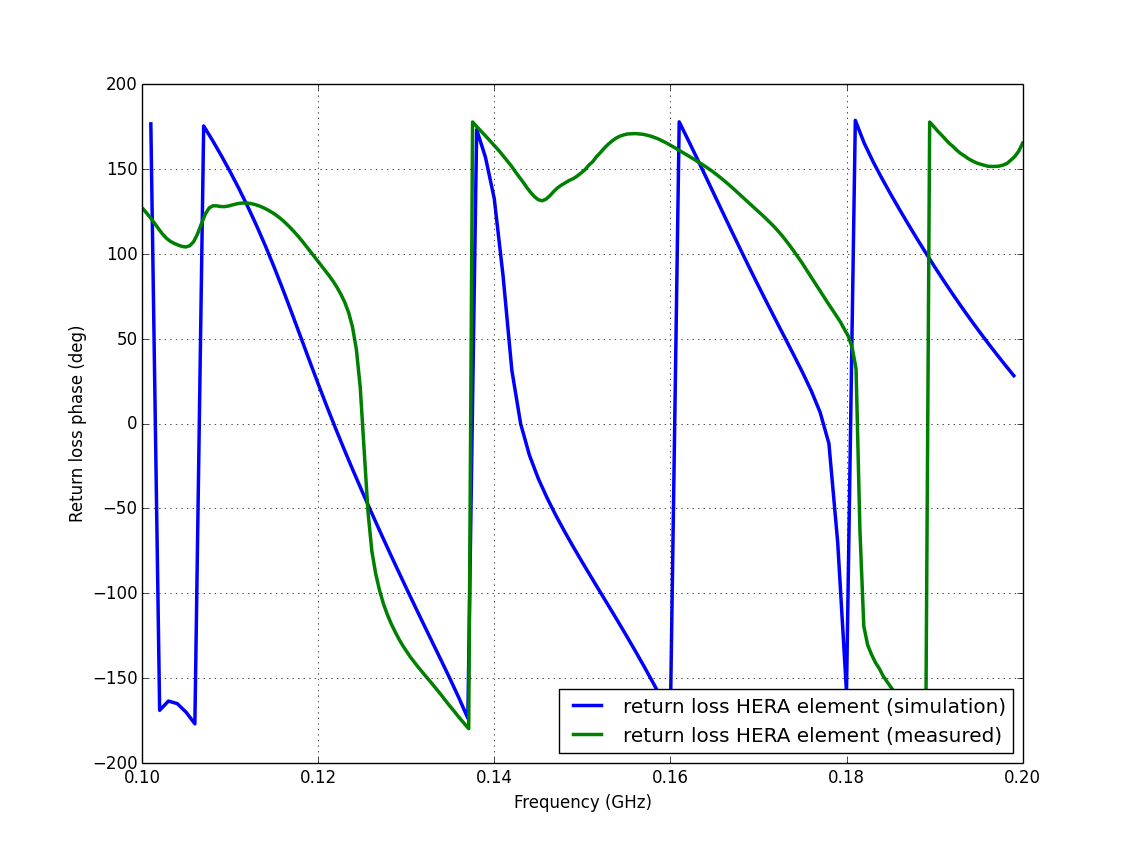 200
150
100
50
0
−50
−100
−150
−200
Return loss phase (deg)
return loss HERA element (simulation)
return loss HERA element (measured)
0.10 0.12 0.14 0.16 0.18 0.20
Frequency (GHz)